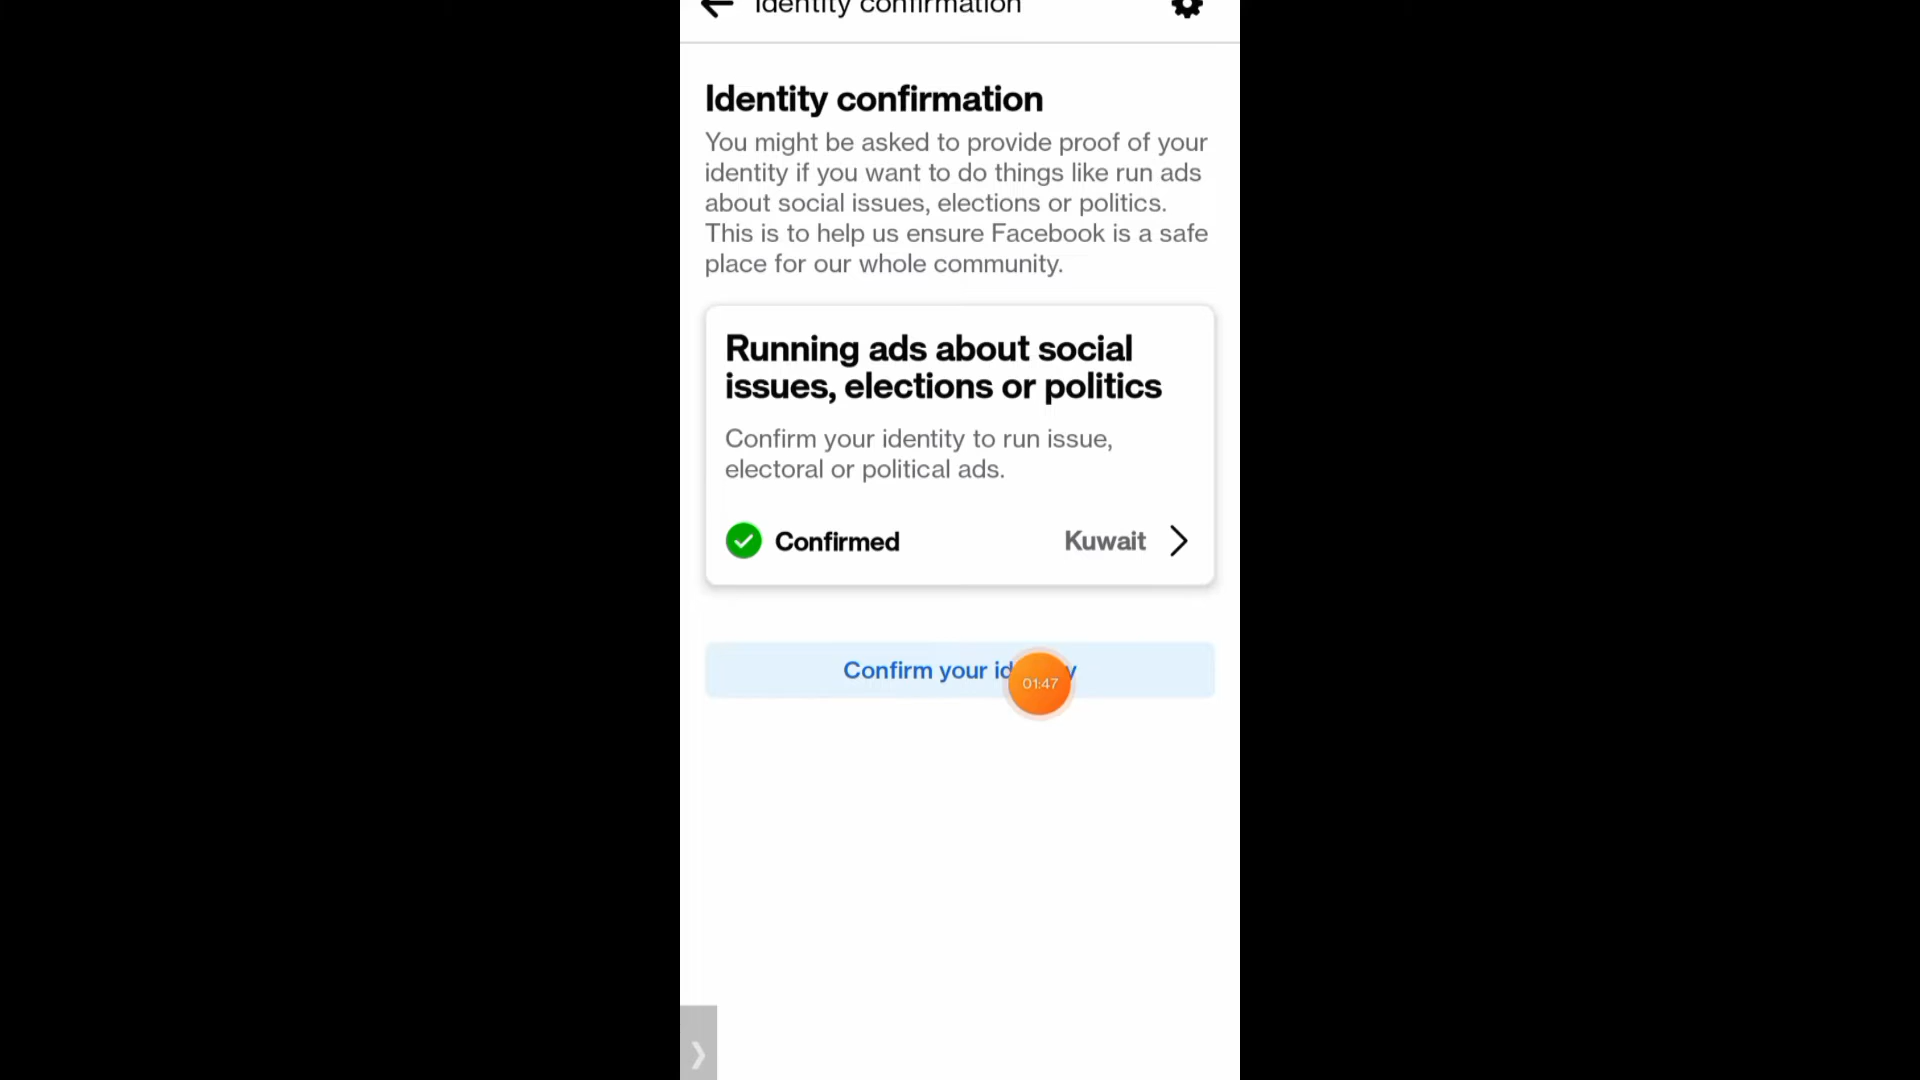 Identity confirmation
Identity confirmation
You might be asked to provide proof of your
identity if you want to do things like run ads
about social issues, elections or politics.
This is to help us ensure Facebook is a safe
place for our whole community.
Running ads about social
issues, elections or politics
Confirm your identity to run issue,
electoral or political ads.
Confirmed Kuwait
Confirm your identity
01:47